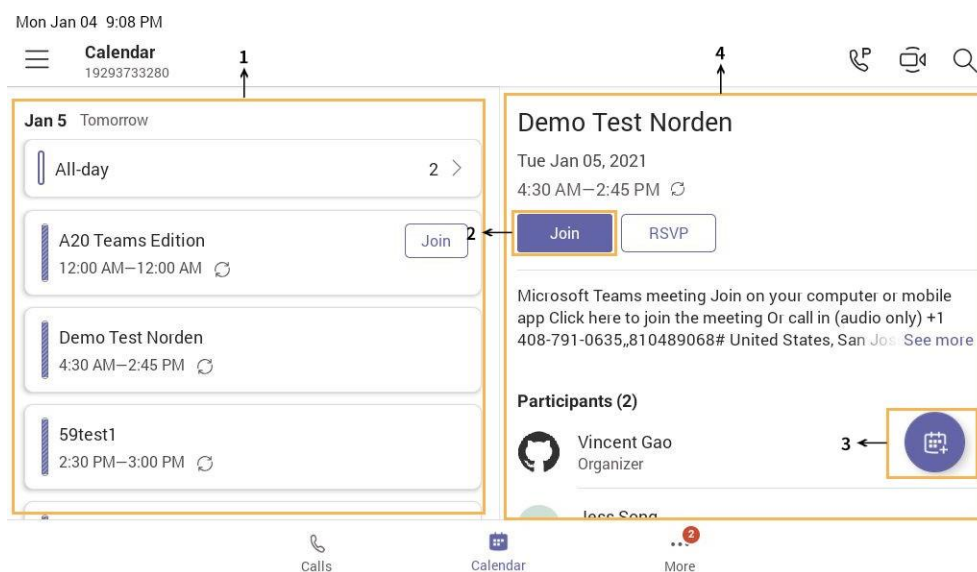 Mon Jan 04 9:08 PM
Calendar
19293733280
1
4
P
Jan 5 Tomorrow
All-day 2
A20 Teams Edition
12:00 AM—12:00 AM
Join
Demo Test Norden
4:30 AM—2:45 PM
59test1
2:30 PM—3:00 PM
Demo Test Norden
Tue Jan 05, 2021
4:30 AM—2:45 PM
2
Join RSVP
Microsoft Teams meeting Join on your computer or mobile
app Click here to join the meeting Or call in (audio only) +1
408-791-0635,,810489068# United States, San Jos See more
Participants (2)
Vincent Gao
Organizer
3
Jess Song
Calls
Calendar
2
More